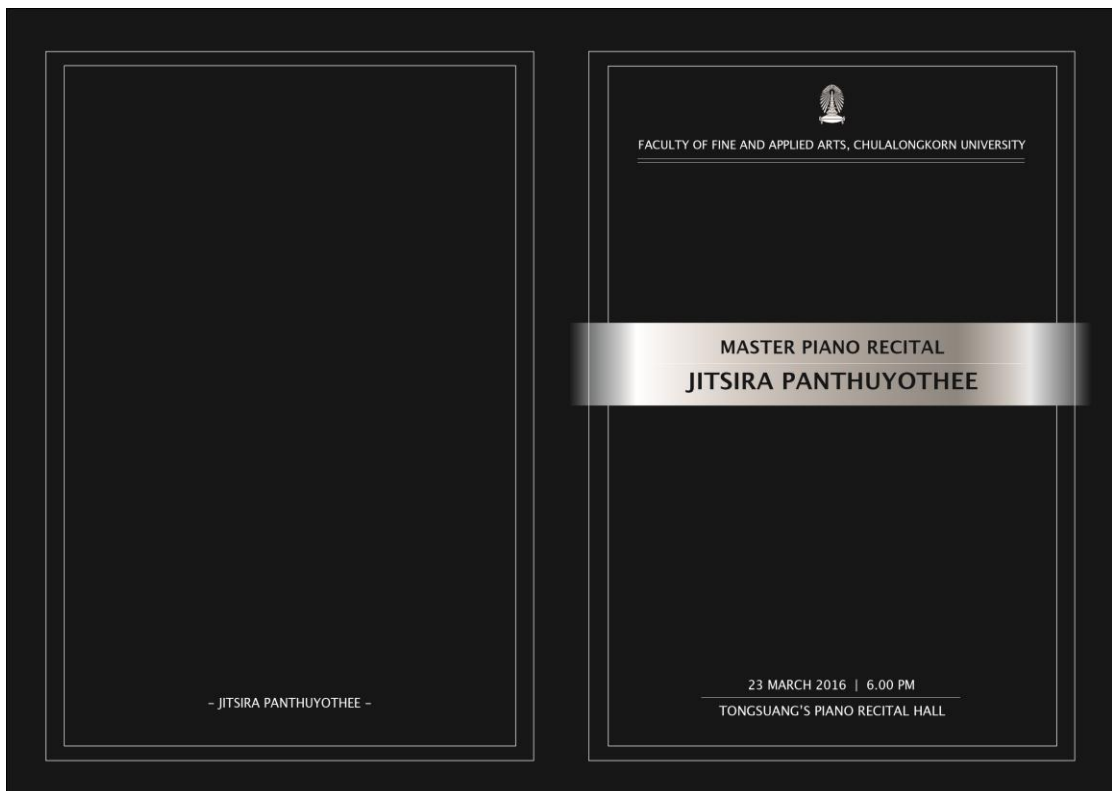 – JITSIRA PANTHUYOTHEE –
FACULTY OF FINE AND APPLIED ARTS, CHULALONGKORN UNIVERSITY
MASTER PIANO RECITAL
JITSIRA PANTHUYOTHEE
23 MARCH 2016 | 6.00 PM
TONGSUANG'S PIANO RECITAL HALL